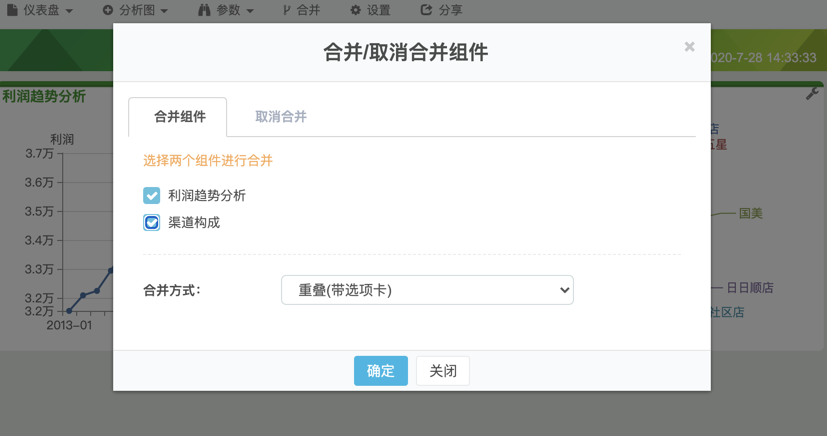 仪表盘 分析图 参数 合并 设置 分享
合并/取消合并组件
020-7-28 14:33:33
利润趋势分析
合并组件 取消合并
利润
选择两个组件进行合并
利润趋势分析
渠道构成
3.7万
3.6万
3.5万
3.4万
3.3万
3.2万
3.2万
2013-01
店
五星
国美
日日顺店
社区店
合并方式:
重叠(带选项卡)
确定 关闭